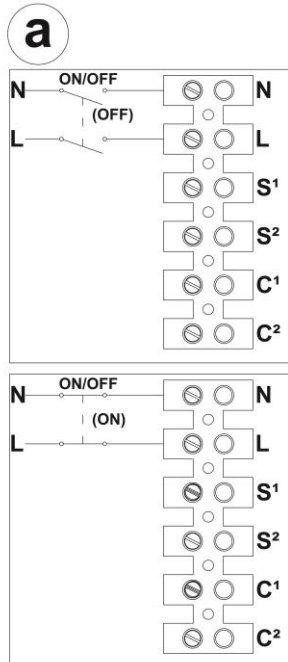 a
ON/OFF
N N
(OFF)
L L
S¹
S²
C¹
C²
ON/OFF
N N
(ON)
L L
S¹
S²
C¹
C²